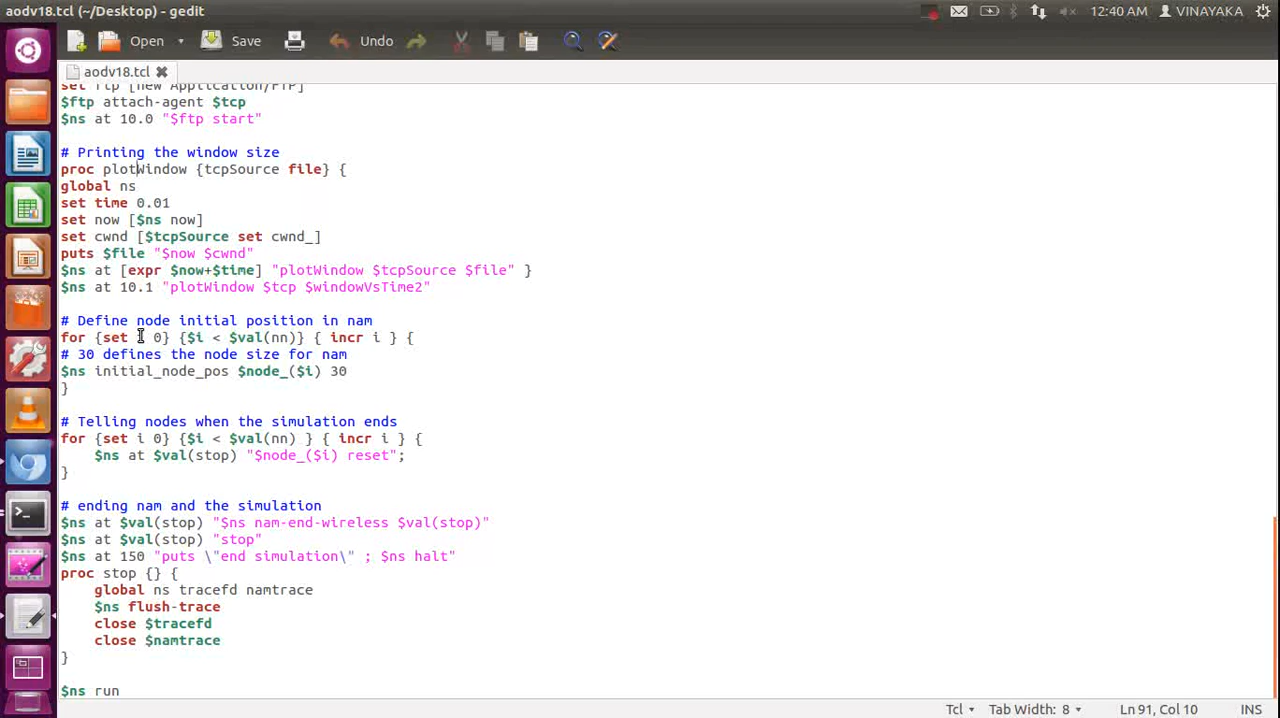 aodv18.tcl (~/Desktop) - gedit
12:40 AM
VINAYAKA
Open
Save
Undo
aodv18.tcl
set ftp [new Application/FTP]
$ftp attach-agent $tcp
$ns at 10.0 "$ftp start"
# Printing the window size
proc plotWindow {tcpSource file} {
global ns
set time 0.01
set now [$ns now]
set cwnd [$tcpSource set cwnd_]
puts $file "$now $cwnd"
$ns at [expr $now+$time] "plotWindow $tcpSource $file" }
$ns at 10.1 "plotWindow $tcp $windowVsTime2"
# Define node initial position in nam
for {set i 0} {$i < $val(nn)} { incr i } {
# 30 defines the node size for nam
$ns initial_node_pos $node_($i) 30
}
# Telling nodes when the simulation ends
for {set i 0} {$i < $val(nn) } { incr i } {
$ns at $val(stop) "$node_($i) reset";
}
# ending nam and the simulation
$ns at $val(stop) "$ns nam-end-wireless $val(stop)"
$ns at $val(stop) "stop"
$ns at 150 "puts \"end simulation\" ; $ns halt"
proc stop {} {
global ns tracefd namtrace
$ns flush-trace
close $tracefd
close $namtrace
}
$ns run
Tcl
Tab Width: 8
Ln 91, Col 10
INS